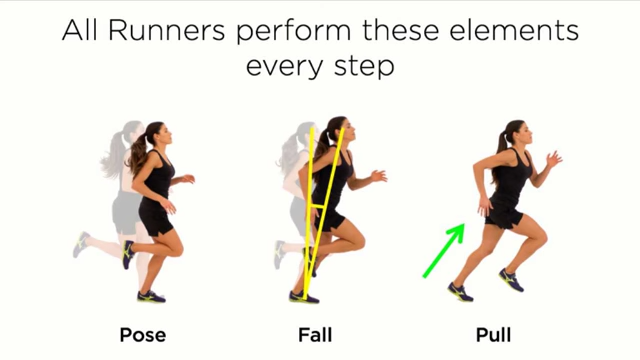 All Runners perform these elements
every step
Pose
Fall
Pull